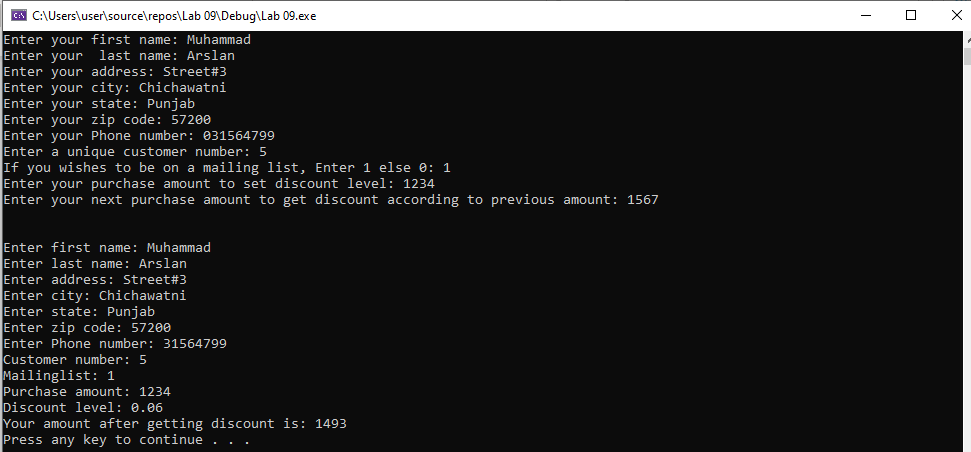 C:\Users\user\source\repos\Lab 09\Debug\Lab 09.exe
Enter your first name: Muhammad
Enter your  last name: Arslan
Enter your address: Street#3
Enter your city: Chichawatni
Enter your state: Punjab
Enter your zip code: 57200
Enter your Phone number: 031564799
Enter a unique customer number: 5
If you wishes to be on a mailing list, Enter 1 else 0: 1
Enter your purchase amount to set discount level: 1234
Enter your next purchase amount to get discount according to previous amount: 1567
Enter first name: Muhammad
Enter last name: Arslan
Enter address: Street#3
Enter city: Chichawatni
Enter state: Punjab
Enter zip code: 57200
Enter Phone number: 31564799
Customer number: 5
Mailinglist: 1
Purchase amount: 1234
Discount level: 0.06
Your amount after getting discount is: 1493
Press any key to continue . . .